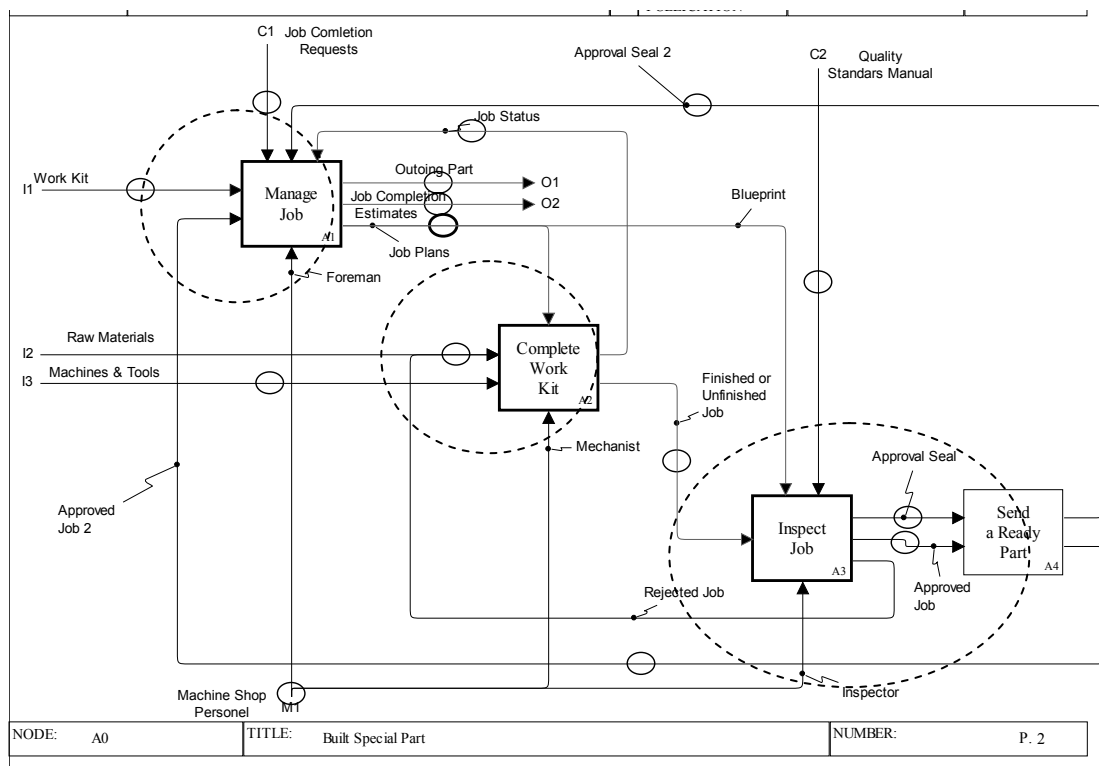 C1
Job Comletion
Requests
Approval Seal 2
C2
Quality
Standars Manual
Job Status
I1
Work Kit
Manage
Job
A1
Outoing Part
O1
Job Completion
Estimates
O2
Blueprint
Job Plans
Foreman
Raw Materials
I2
Machines & Tools
I3
Complete
Work
Kit
A2
Finished or
Unfinished
Job
Mechanist
Approval Seal
Approved
Job 2
Inspect
Job
A3
Send
a Ready
Part
A4
Approved
Job
Rejected Job
Machine Shop
Personel
M1
Inspector
NODE: A0
TITLE: Built Special Part
NUMBER: P. 2